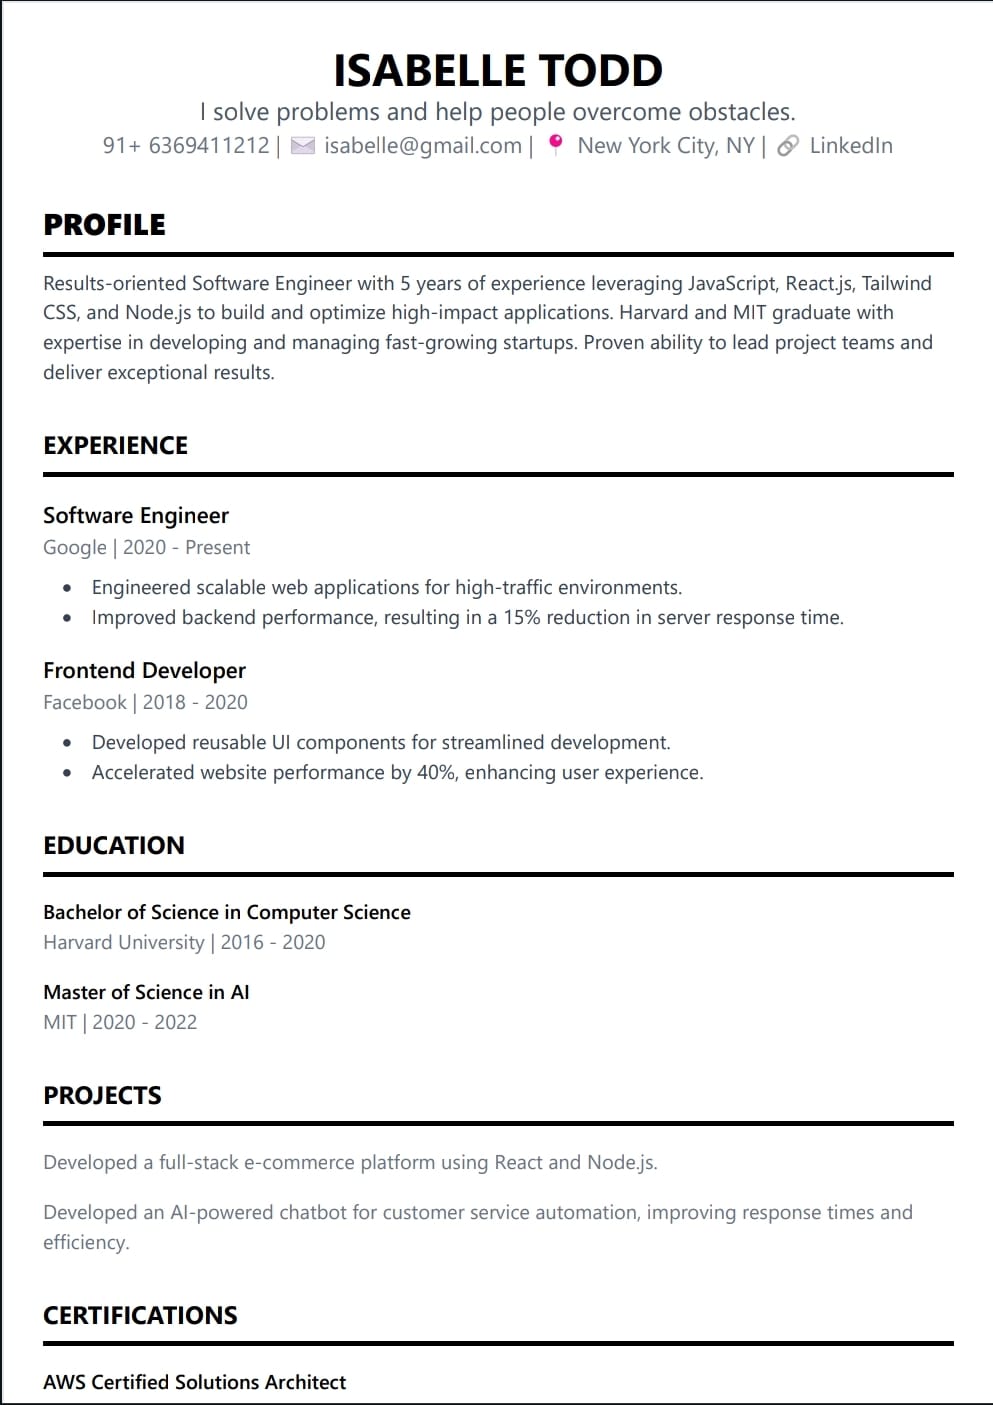 ISABELLE TODD
I solve problems and help people overcome obstacles.
91+ 6369411212 | isabelle@gmail.com | New York City, NY | LinkedIn
PROFILE
Results-oriented Software Engineer with 5 years of experience leveraging JavaScript, React.js, Tailwind
CSS, and Node.js to build and optimize high-impact applications. Harvard and MIT graduate with
expertise in developing and managing fast-growing startups. Proven ability to lead project teams and
deliver exceptional results.
EXPERIENCE
Software Engineer
Google | 2020 - Present
• Engineered scalable web applications for high-traffic environments.
• Improved backend performance, resulting in a 15% reduction in server response time.
Frontend Developer
Facebook | 2018 - 2020
• Developed reusable UI components for streamlined development.
• Accelerated website performance by 40%, enhancing user experience.
EDUCATION
Bachelor of Science in Computer Science
Harvard University | 2016 - 2020
Master of Science in AI
MIT | 2020 - 2022
PROJECTS
Developed a full-stack e-commerce platform using React and Node.js.
Developed an AI-powered chatbot for customer service automation, improving response times and
efficiency.
CERTIFICATIONS
AWS Certified Solutions Architect